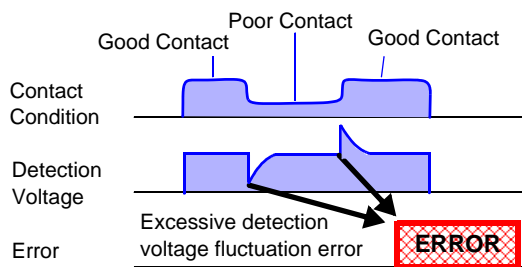 Poor Contact
Good Contact
Good Contact
Contact
Condition
Detection
Voltage
Excessive detection
voltage fluctuation error
Error
ERROR